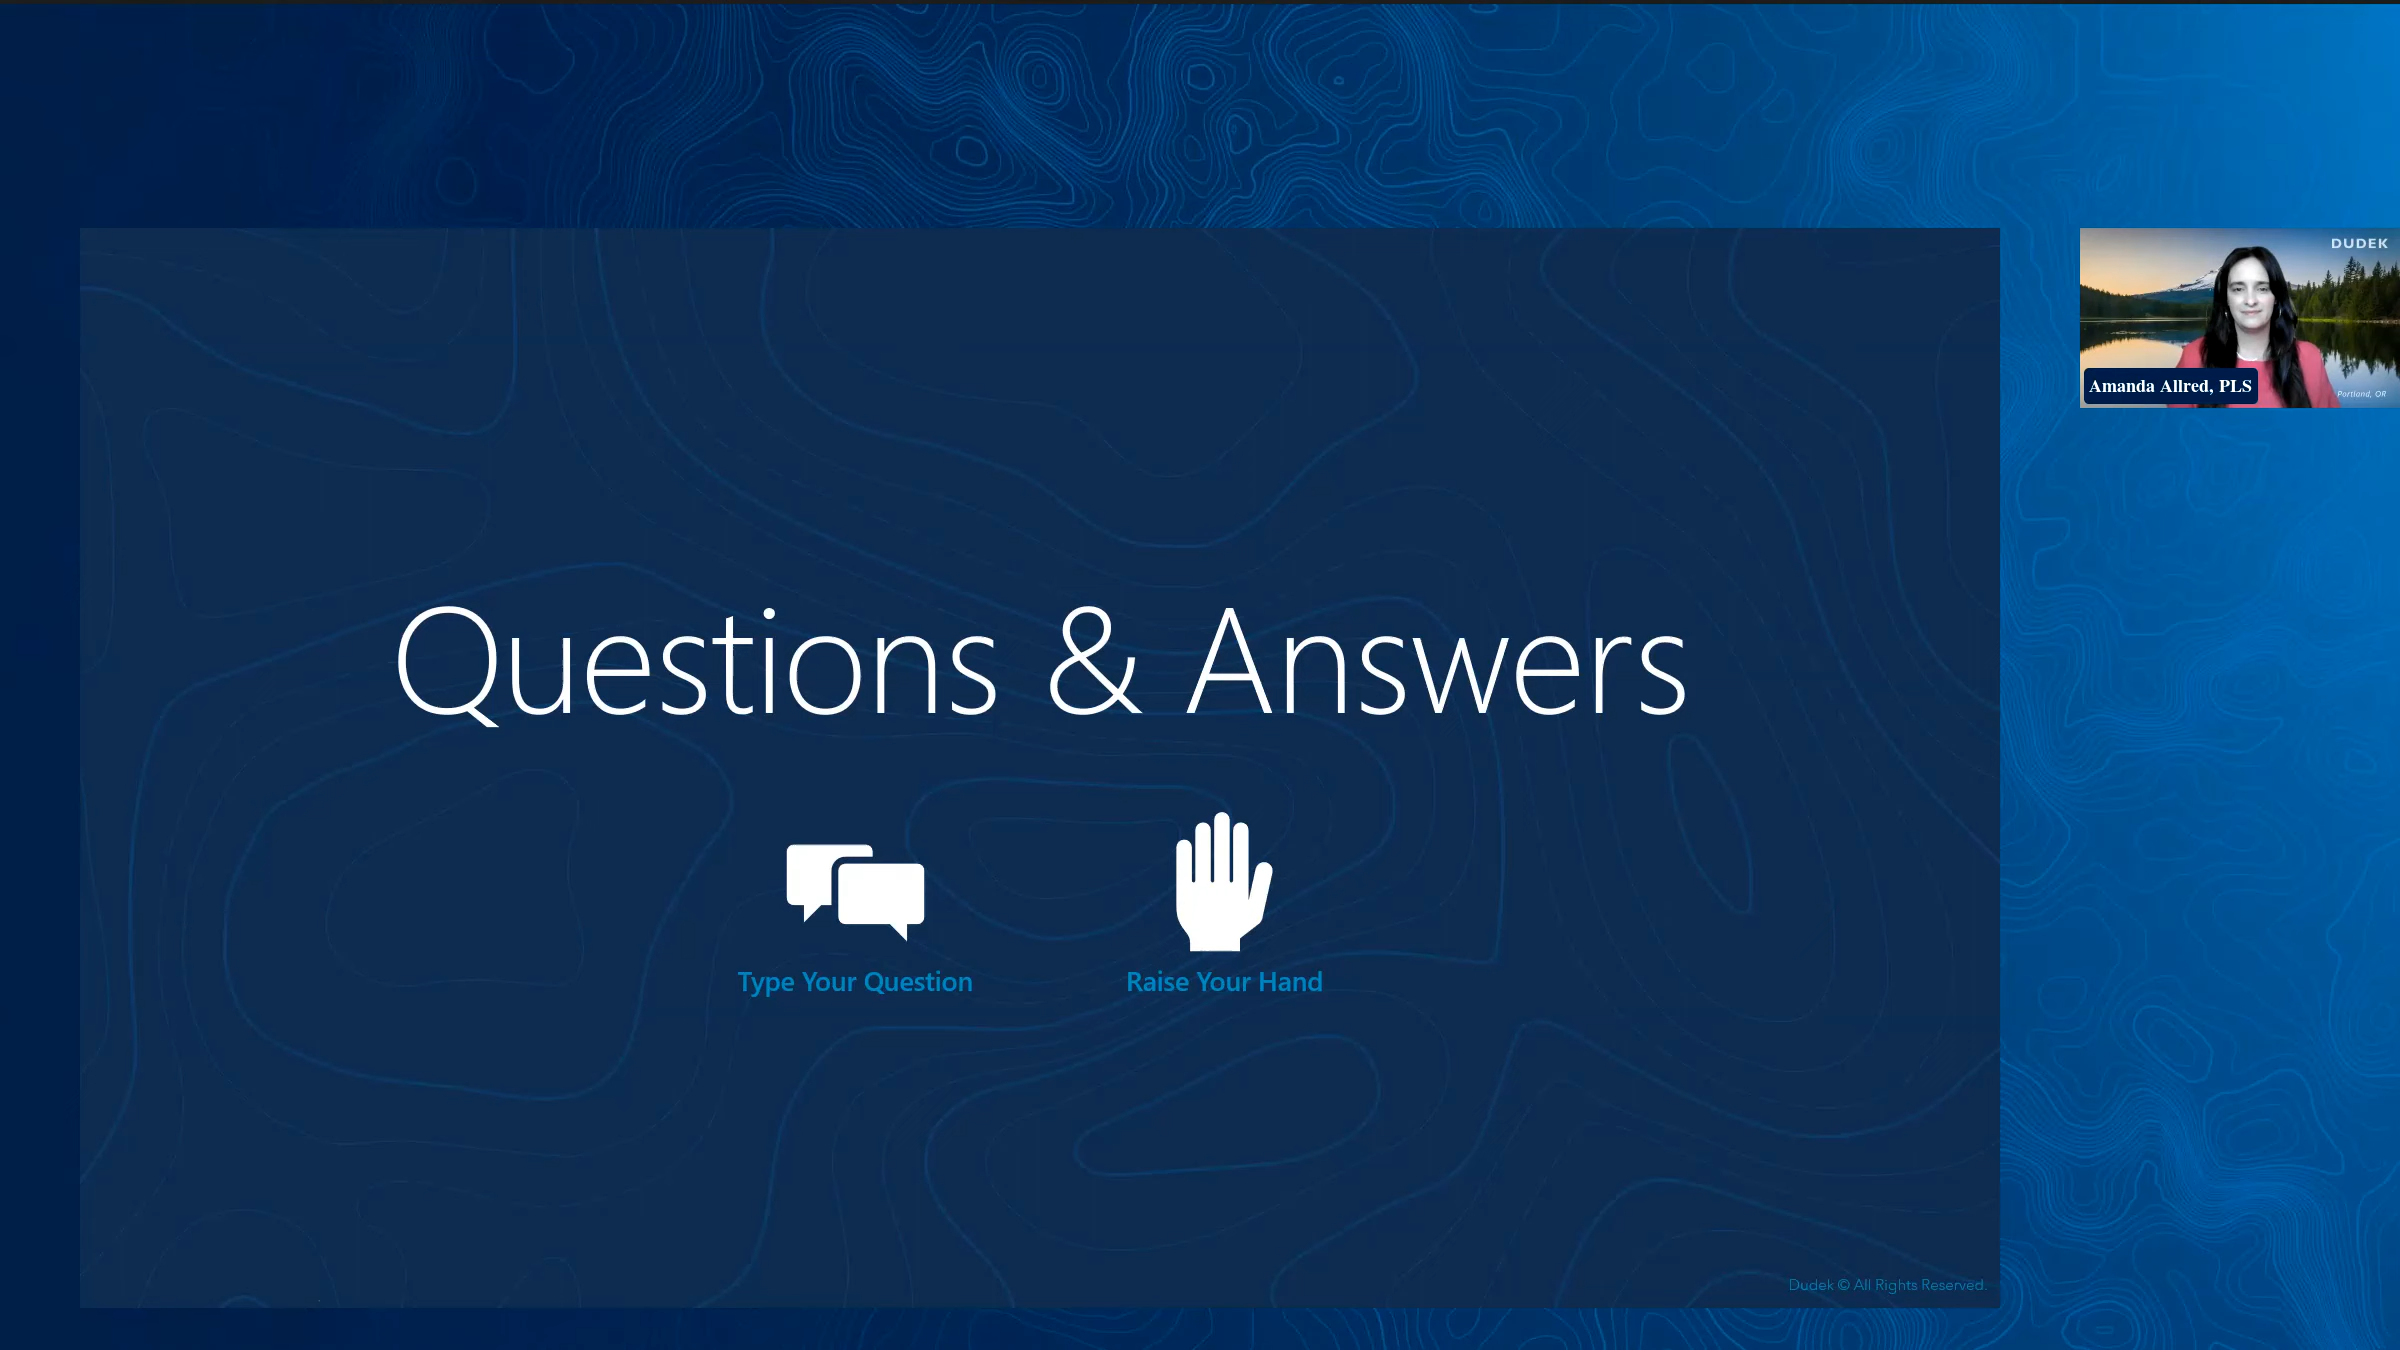 DUDEK
Amanda Allred, PLS
Portland, OR
Questions & Answers
Type Your Question
Raise Your Hand
Dudek © All Rights Reserved.